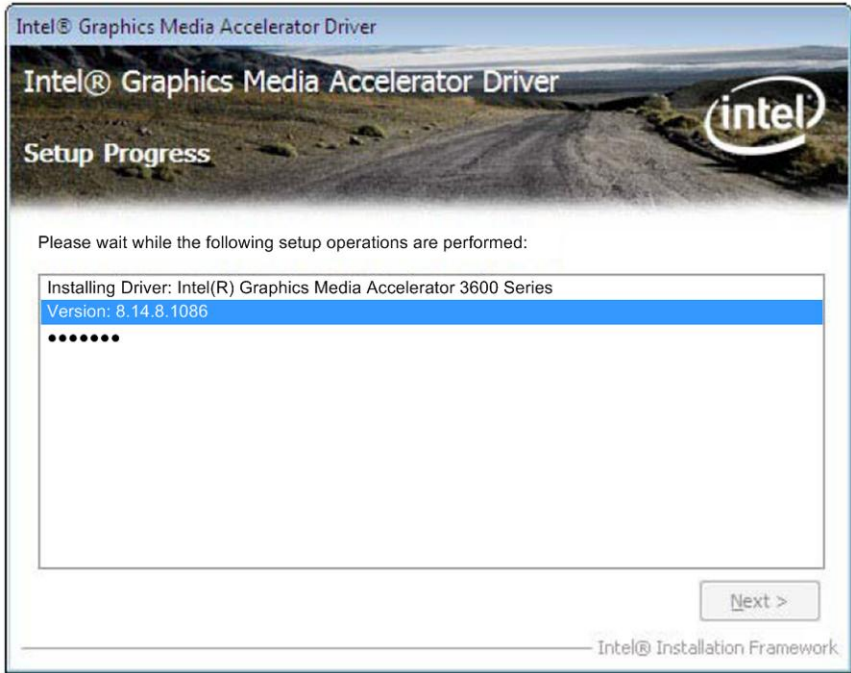 Intel® Graphics Media Accelerator Driver
Intel® Graphics Media Accelerator Driver
intel
Setup Progress
Please wait while the following setup operations are performed:
Installing Driver: Intel(R) Graphics Media Accelerator 3600 Series
Version: 8.14.8.1086
●●●●●●●
Next >
Intel® Installation Framework